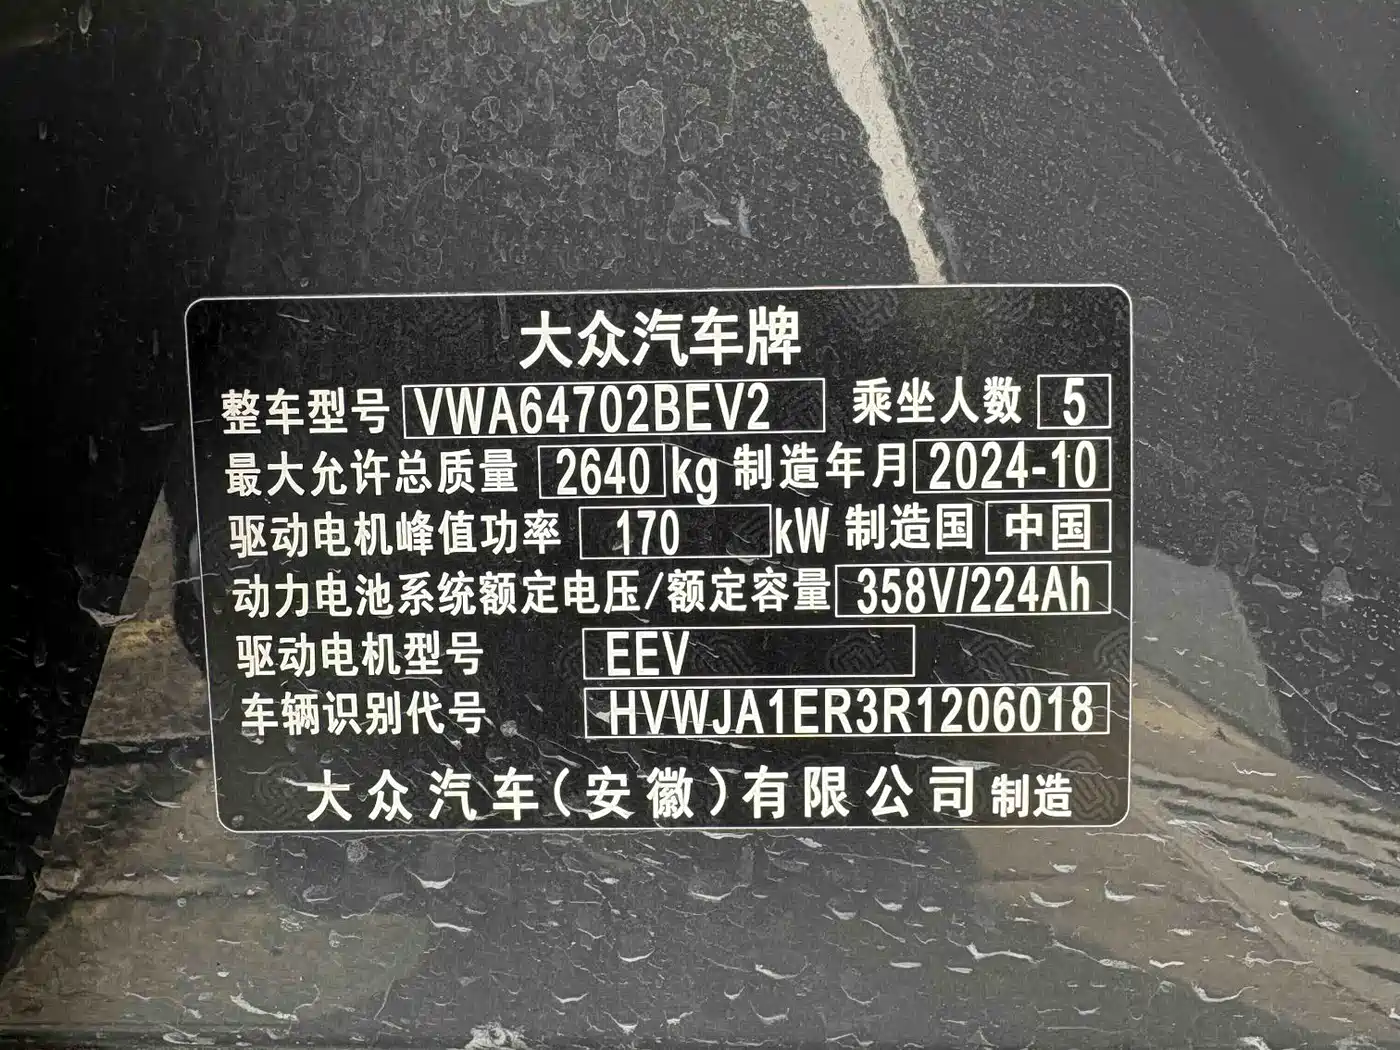 大众汽车牌
整车型号 VWA64702BEV2 乘坐人数 5
最大允许总质量 2640 kg 制造年月 2024-10
驱动电机峰值功率 170 kW 制造国 中国
动力电池系统额定电压/额定容量 358V/224Ah
驱动电机型号 EEV
车辆识别代号 HVWJA1ER3R1206018
大众汽车(安徽)有限公司 制造